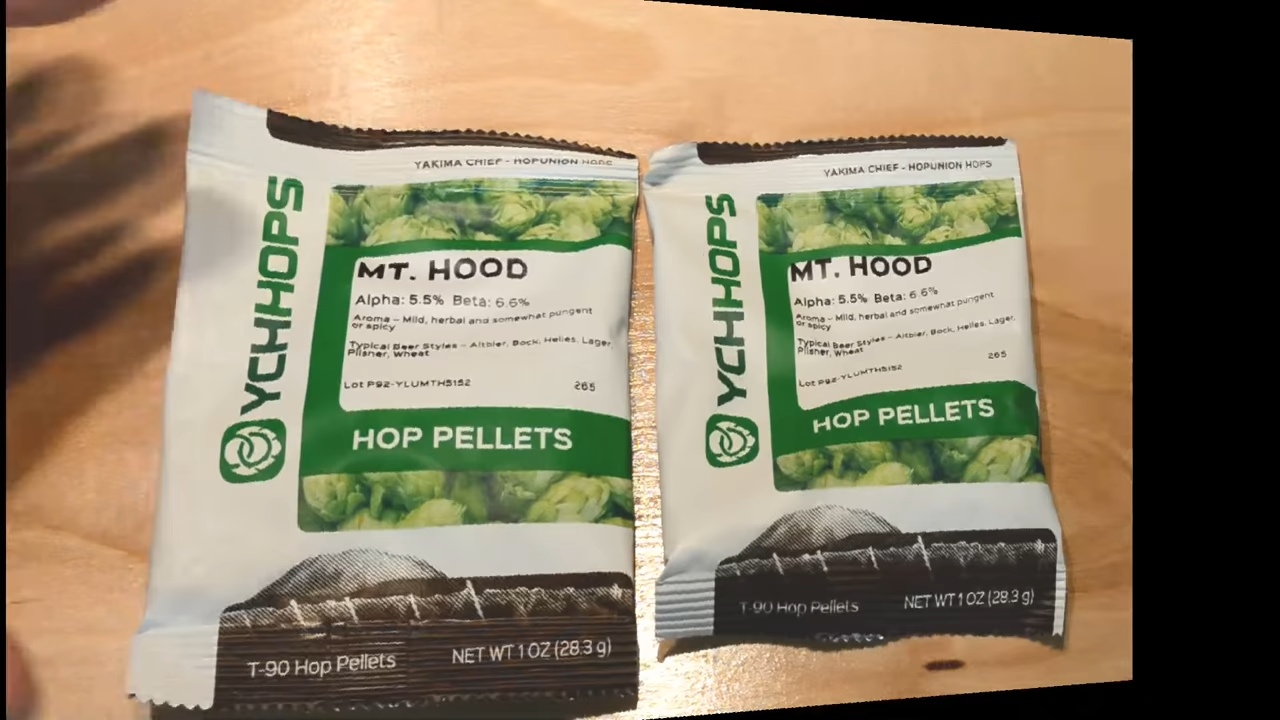 YAKIMA CHIEF - HOPUNION HOPS
YCHHOPS
MT. HOOD
Alpha: 5.5% Beta: 6.6%
Aroma – Mild, herbal and somewhat pungent
or spicy
Typical Beer Styles – Altbier, Bock, Helles, Lager,
Pilsner, Wheat
Lot P92-YLUMTH5152 265
HOP PELLETS
T-90 Hop Pellets NET WT 1 OZ (28.3 g)
YAKIMA CHIEF - HOPUNION HOPS
YCHHOPS
MT. HOOD
Alpha: 5.5% Beta: 6.6%
Aroma – Mild, herbal and somewhat pungent
or spicy
Typical Beer Styles – Altbier, Bock, Helles, Lager,
Pilsner, Wheat
Lot P92-YLUMTH5152 265
HOP PELLETS
T-90 Hop Pellets NET WT 1 OZ (28.3 g)